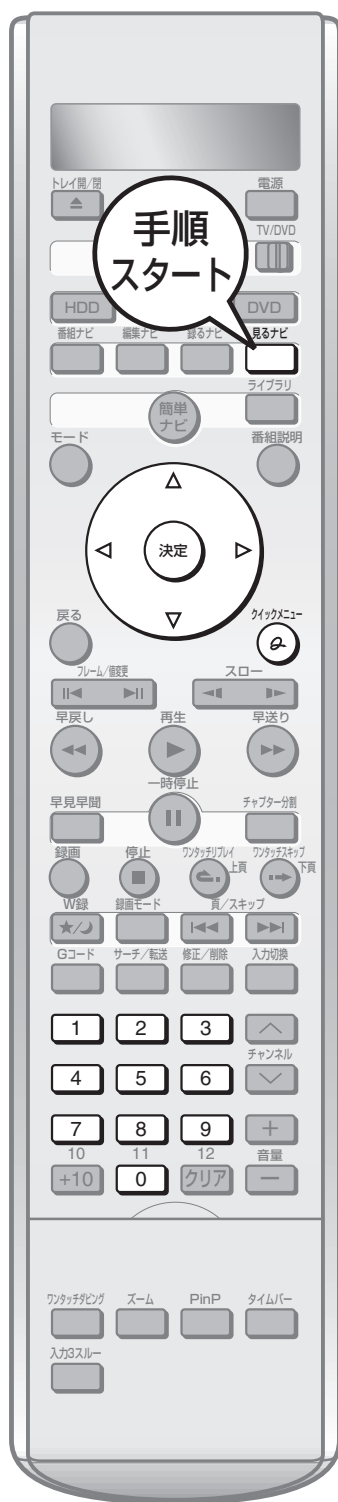 トレイ開/閉 電源
手順
スタート
TV/DVD
HDD DVD
番組ナビ 編集ナビ 録るナビ 見るナビ
ライブラリ
簡単
ナビ
モード 番組説明
決定
戻る クイックメニュー
フレーム/値変更 スロー
早戻し 再生 早送り
一時停止
早見早聞 チャプター分割
録画 停止 ワンタッチリプレイ ワンタッチスキップ
上頁 下頁
W録 録画モード 頁/スキップ
Gコード サーチ/転送 修正/削除 入力切換
1 2 3
チャンネル
4 5 6
7 8 9 +
10 11 12 音量
+10 0 クリア −
ワンタッチダビング ズーム PinP タイムバー
入力3スルー